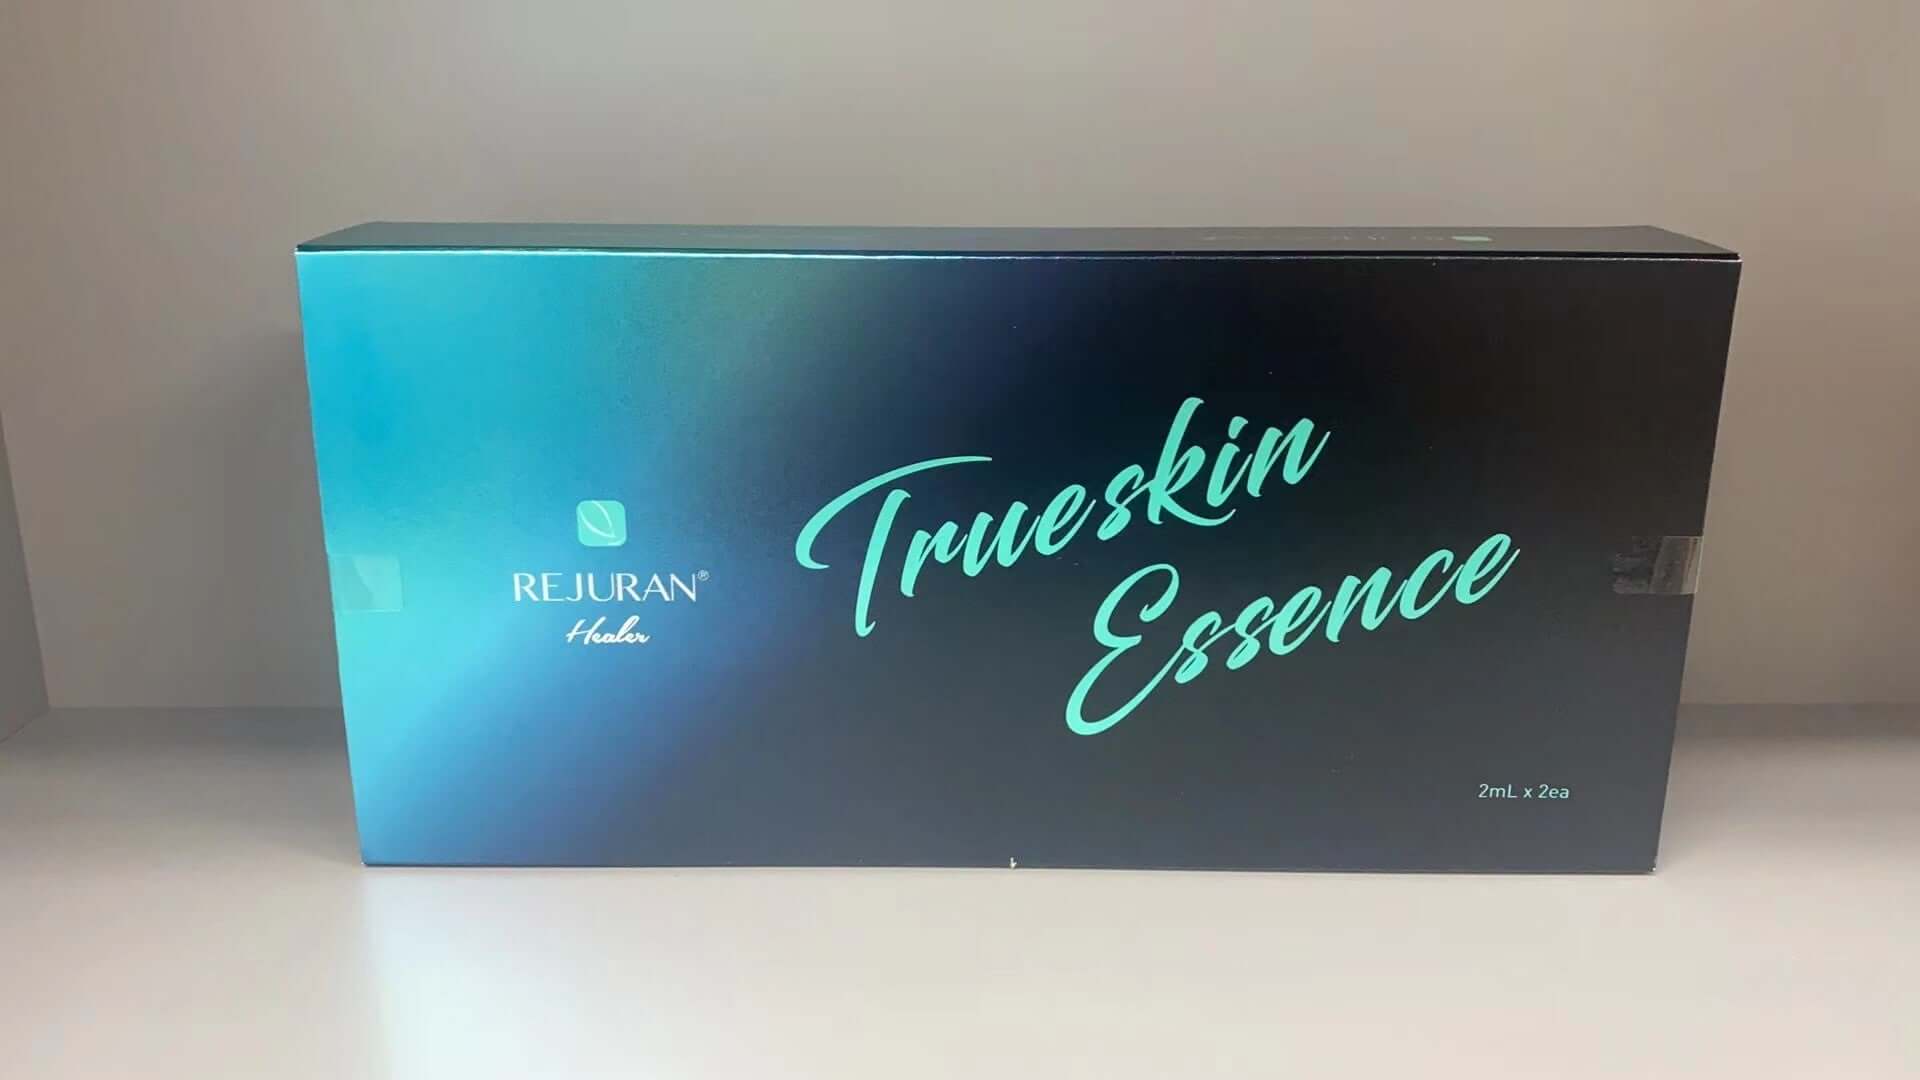 REJURAN®
Healer
Trueskin
Essence
2mL x 2ea